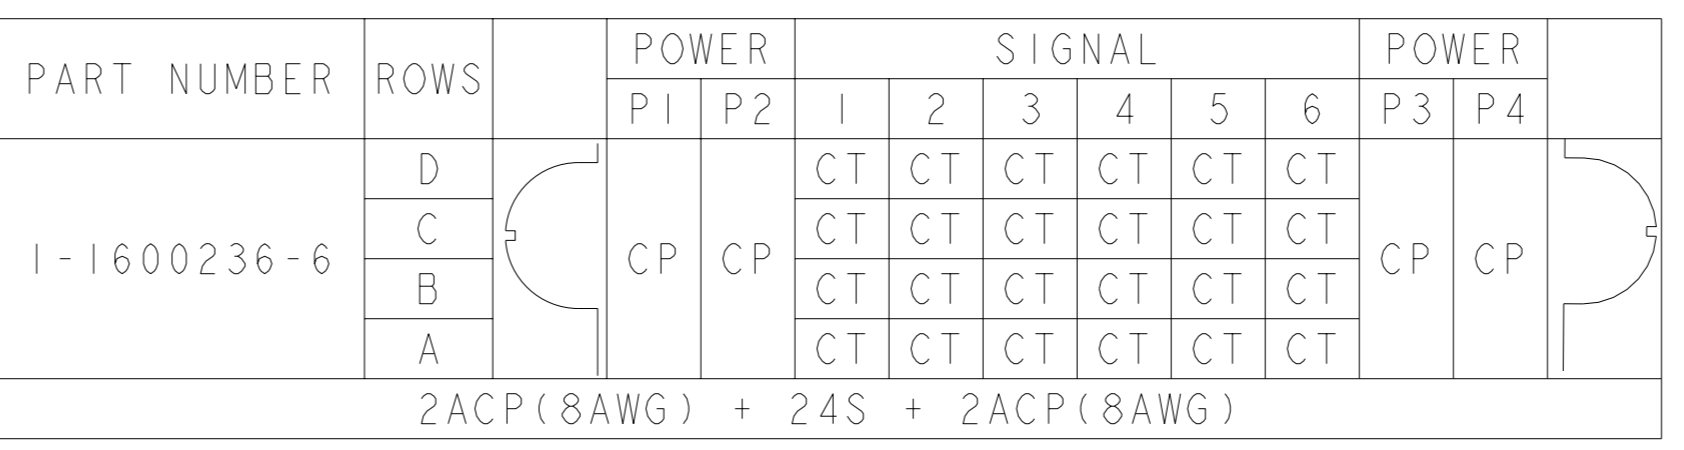 PART NUMBER ROWS POWER SIGNAL POWER
P1 P2 1 2 3 4 5 6 P3 P4
D CT CT CT CT CT CT
C CT CT CT CT CT CT
1-1600236-6 CP CP CP CP
B CT CT CT CT CT CT
A CT CT CT CT CT CT
2ACP(8AWG) + 24S + 2ACP(8AWG)